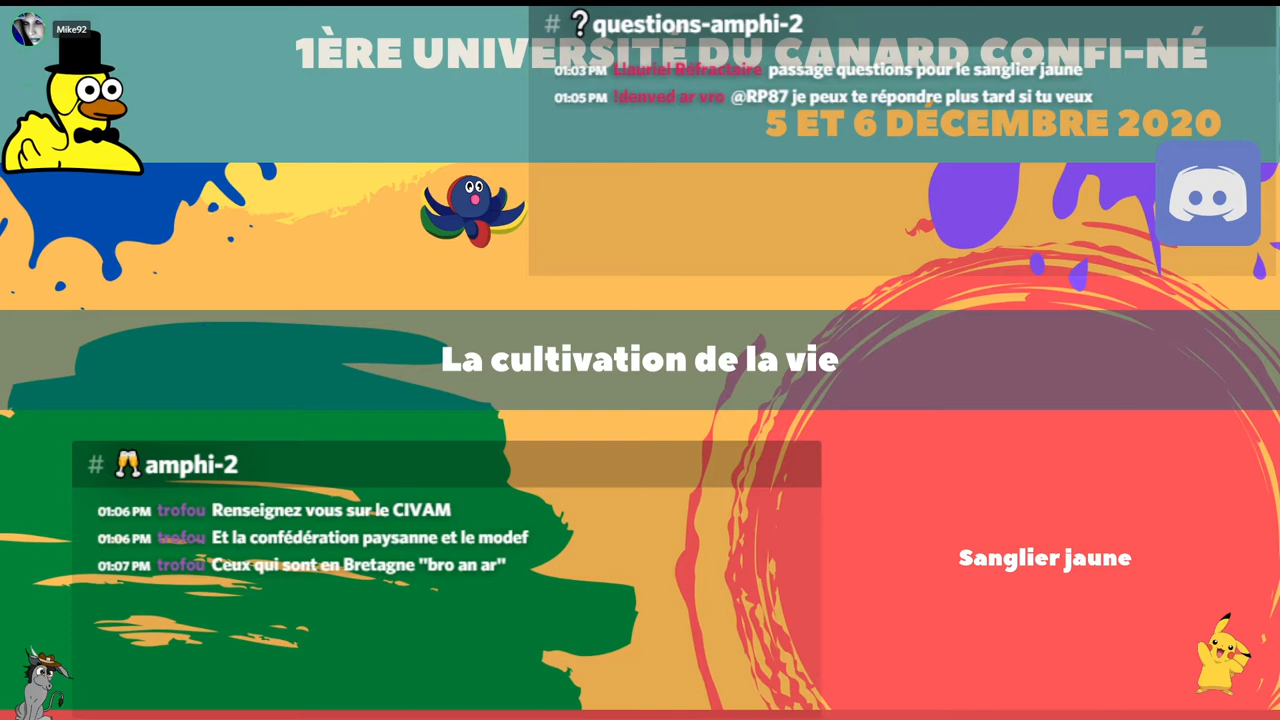 Mike92
# ❓questions-amphi-2
1ÈRE UNIVERSITÉ DU CANARD CONFI-NÉ
01:03 PM Llauriel Réfractaire passage questions pour le sanglier jaune
01:05 PM !denved ar vro @RP87 je peux te répondre plus tard si tu veux
5 ET 6 DÉCEMBRE 2020
La cultivation de la vie
# 🥂amphi-2
01:06 PM trofou Renseignez vous sur le CIVAM
01:06 PM trofou Et la confédération paysanne et le modef
01:07 PM trofou Ceux qui sont en Bretagne "bro an ar"
Sanglier jaune